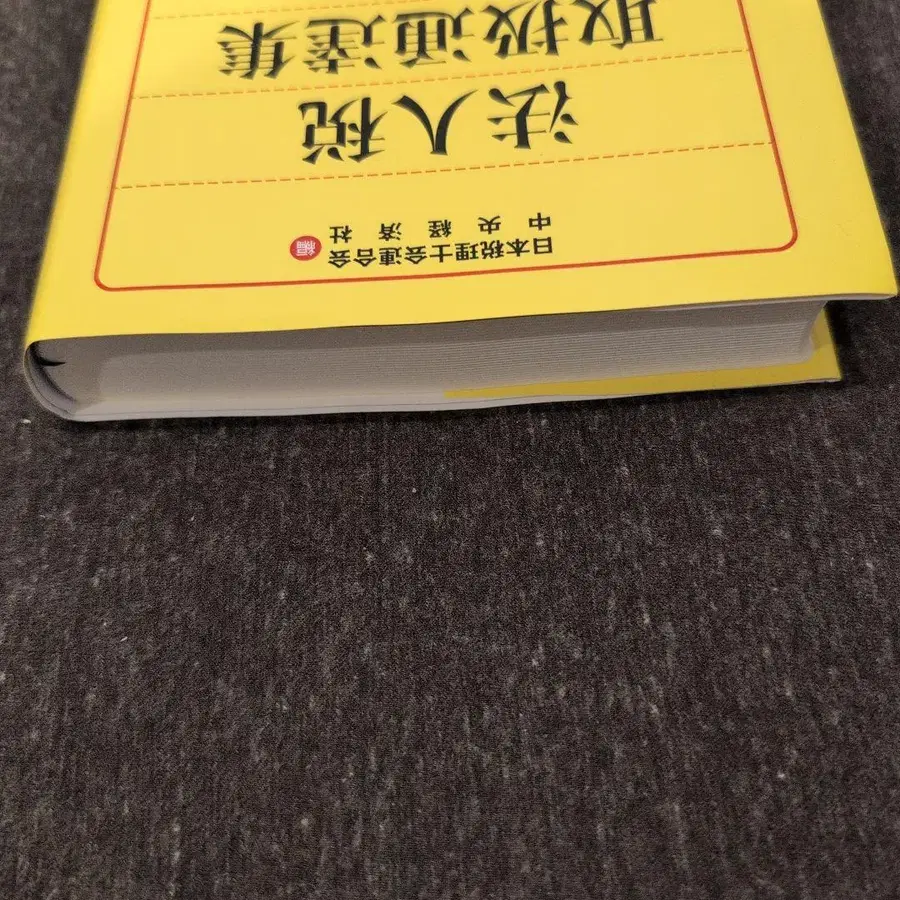 日本税理士会連合会 編
中央経済社
法人税
取扱通達集